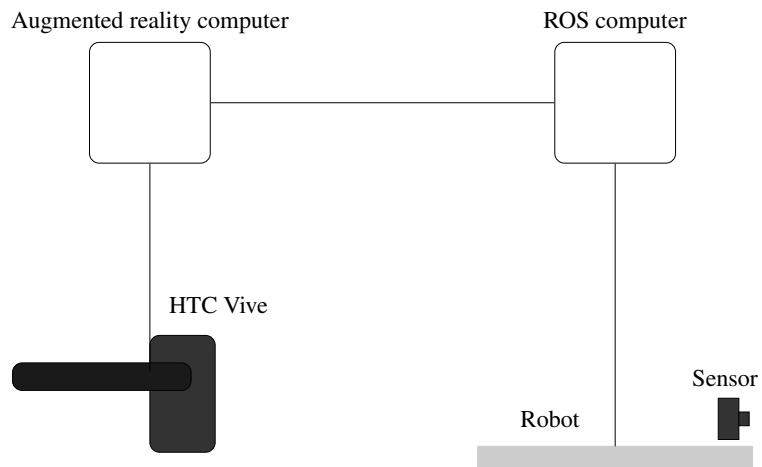 Augmented reality computer
ROS computer
HTC Vive
Sensor
Robot